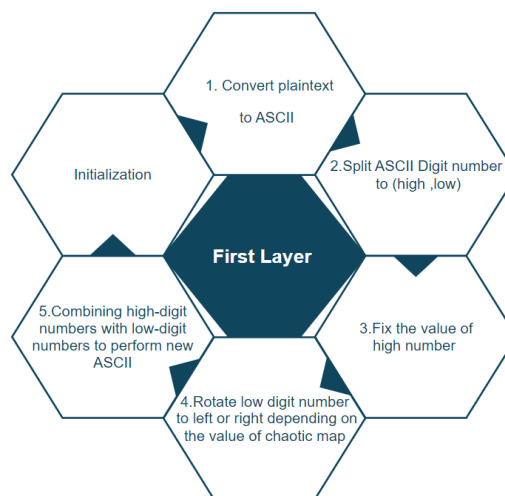 1. Convert plaintext
to ASCII
2.Split ASCII Digit number
to (high ,low)
3.Fix the value of
high number
4.Rotate low digit number
to left or right depending on
the value of chaotic map
5.Combining high-digit
numbers with low-digit
numbers to perform new
ASCII
Initialization
First Layer